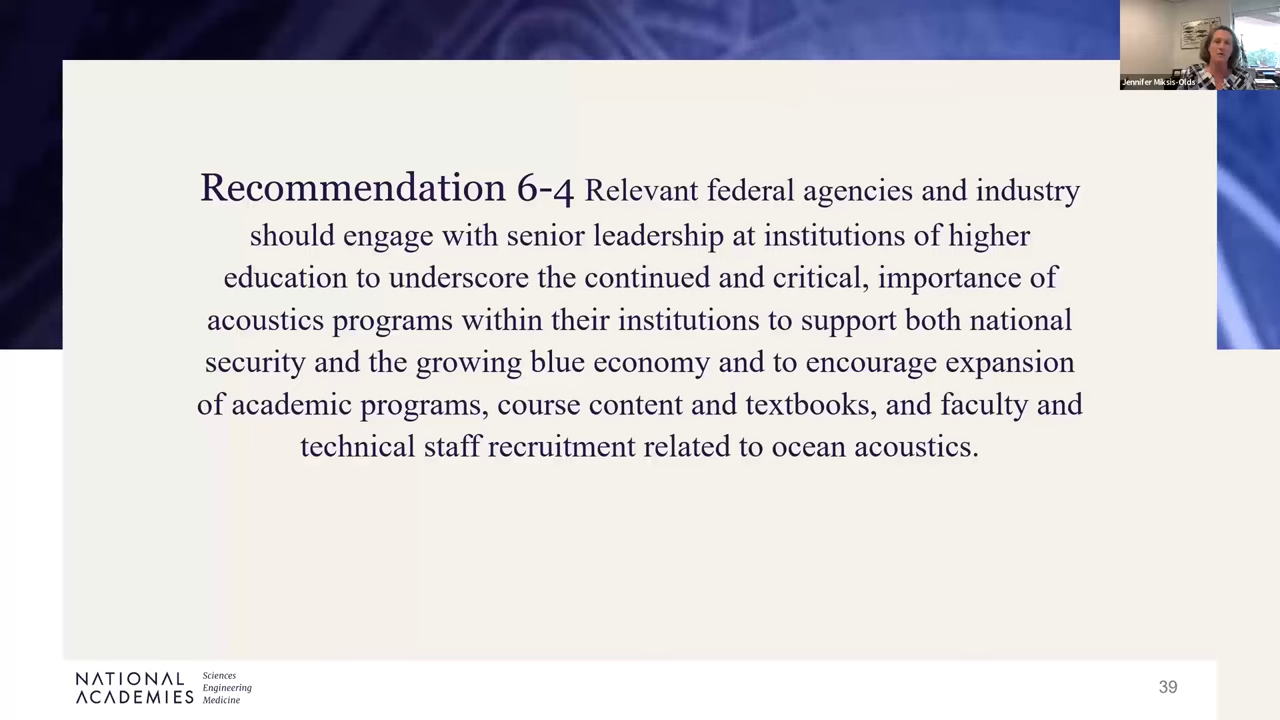 Jennifer Miksis-Olds
Recommendation 6-4 Relevant federal agencies and industry
should engage with senior leadership at institutions of higher
education to underscore the continued and critical, importance of
acoustics programs within their institutions to support both national
security and the growing blue economy and to encourage expansion
of academic programs, course content and textbooks, and faculty and
technical staff recruitment related to ocean acoustics.
NATIONAL
ACADEMIES
Sciences
Engineering
Medicine
39